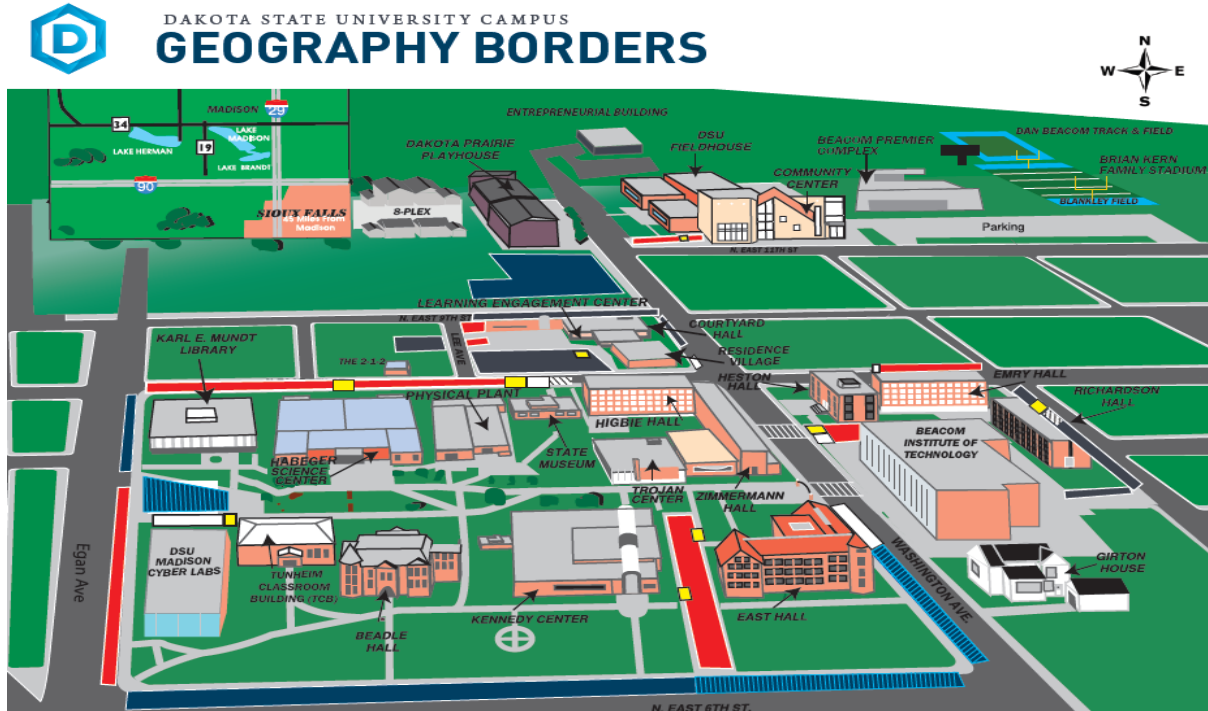 D
DAKOTA STATE UNIVERSITY CAMPUS
GEOGRAPHY BORDERS
N
W E
S
MADISON
29
34
LAKE HERMAN
19
LAKE
MADISON
LAKE BRANDT
90
SIOUX FALLS
45 Miles From
Madison
8-PLEX
DAKOTA PRAIRIE
PLAYHOUSE
ENTREPRENEURIAL BUILDING
DSU
FIELDHOUSE
COMMUNITY
CENTER
BEACOM PREMIER
COMPLEX
DAN BEACOM TRACK & FIELD
BRIAN KERN
FAMILY STADIUM
BLANKLEY FIELD
Parking
N. EAST 11TH ST
LEARNING ENGAGEMENT CENTER
N. EAST 9TH ST
LEE AVE
COURTYARD
HALL
RESIDENCE
VILLAGE
KARL E. MUNDT
LIBRARY
THE 2-1-2
PHYSICAL PLANT
HIGBIE HALL
HESTON
HALL
EMRY HALL
RICHARDSON
HALL
BEACOM
INSTITUTE OF
TECHNOLOGY
STATE
MUSEUM
HABEGER
SCIENCE
CENTER
TROJAN
CENTER
ZIMMERMANN
HALL
Egan Ave
DSU
MADISON
CYBER LABS
TUNHEIM
CLASSROOM
BUILDING (TCB)
BEADLE
HALL
KENNEDY CENTER
EAST HALL
WASHINGTON AVE.
GIRTON
HOUSE
N. EAST 6TH ST.